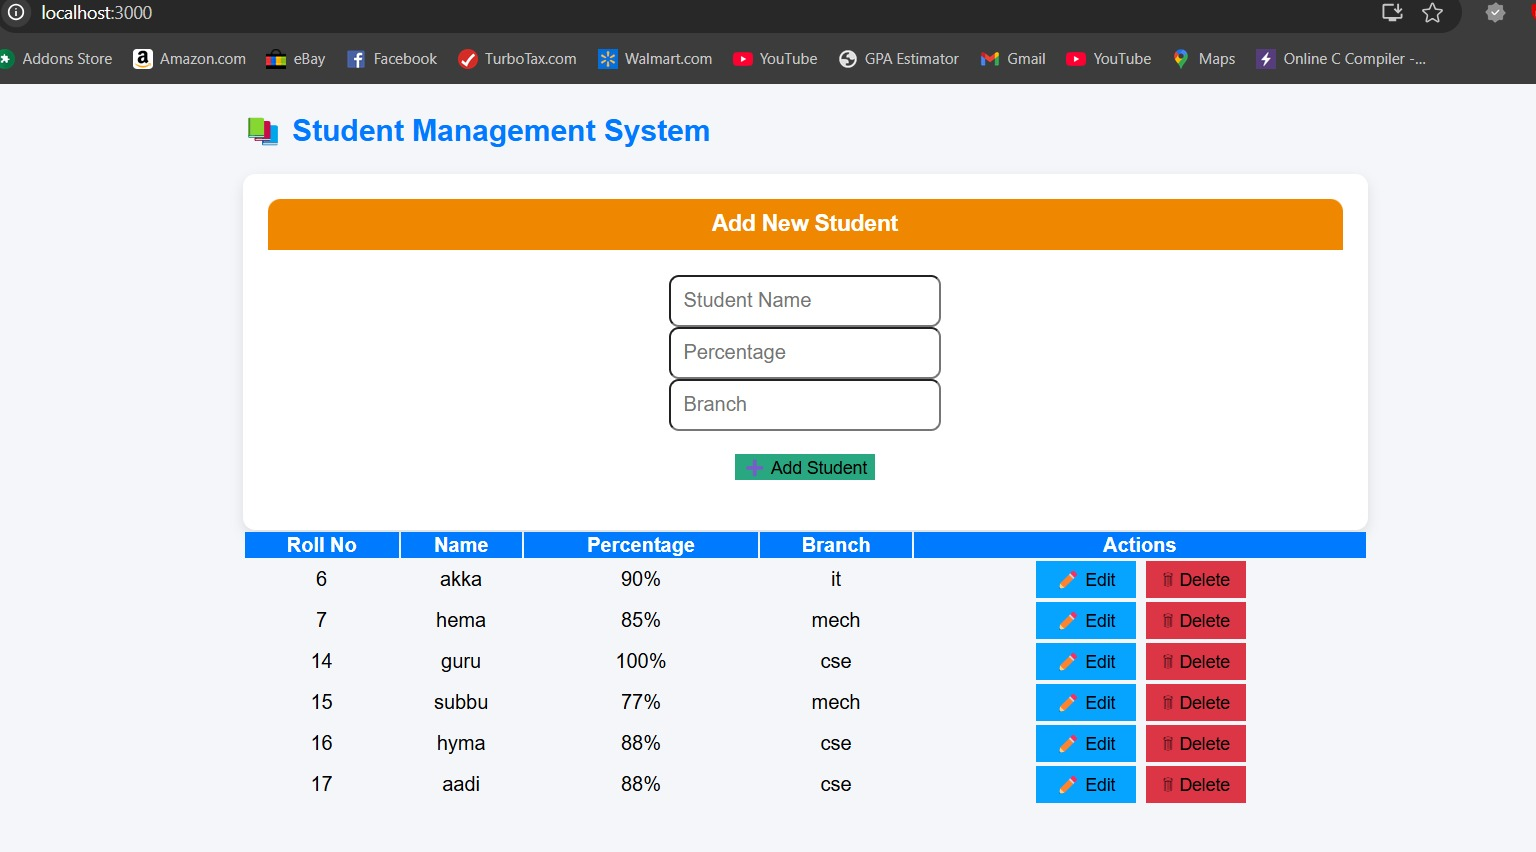 localhost:3000
Addons Store Amazon.com eBay Facebook TurboTax.com Walmart.com YouTube GPA Estimator Gmail YouTube Maps Online C Compiler -...
Student Management System
Add New Student
Student Name
Percentage
Branch
Add Student
Roll No Name Percentage Branch Actions
6 akka 90% it Edit Delete
7 hema 85% mech Edit Delete
14 guru 100% cse Edit Delete
15 subbu 77% mech Edit Delete
16 hyma 88% cse Edit Delete
17 aadi 88% cse Edit Delete